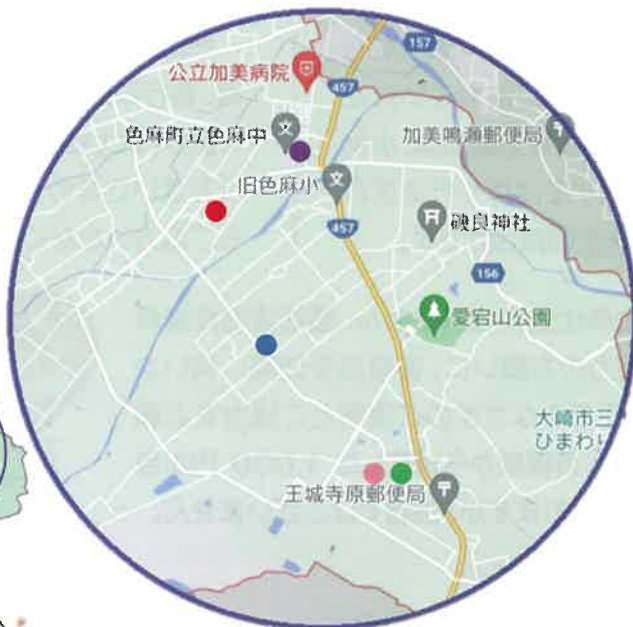 157
公立加美病院
457
色麻町立色麻中
加美鳴瀬郵便局
旧色麻小
457
磯良神社
156
愛宕山公園
大崎市三
ひまわり
王城寺原郵便局